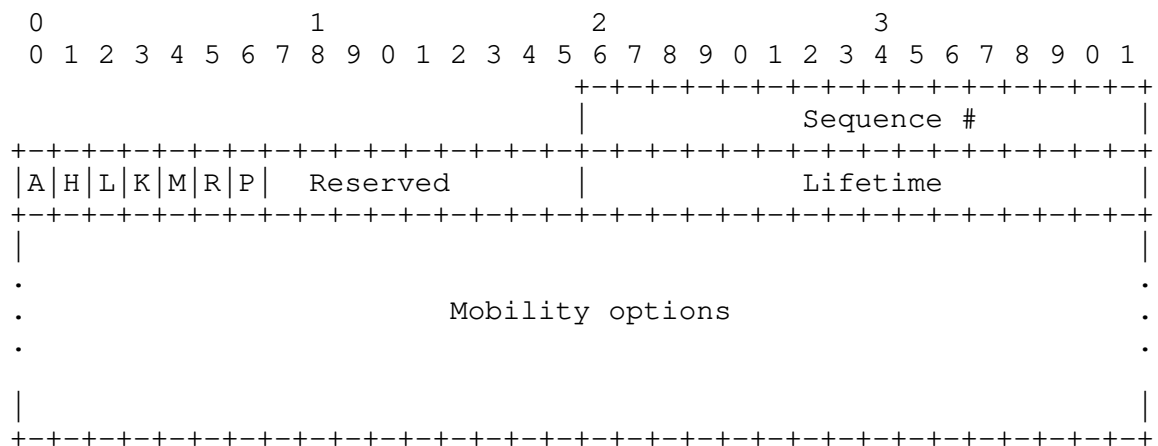 0                   1                   2                   3
 0 1 2 3 4 5 6 7 8 9 0 1 2 3 4 5 6 7 8 9 0 1 2 3 4 5 6 7 8 9 0 1
                                +-+-+-+-+-+-+-+-+-+-+-+-+-+-+-+-+
                                |            Sequence #         |
+-+-+-+-+-+-+-+-+-+-+-+-+-+-+-+-+-+-+-+-+-+-+-+-+-+-+-+-+-+-+-+-+
|A|H|L|K|M|R|P|  Reserved       |            Lifetime           |
+-+-+-+-+-+-+-+-+-+-+-+-+-+-+-+-+-+-+-+-+-+-+-+-+-+-+-+-+-+-+-+-+
|                                                               |
.                                                               .
.                        Mobility options                       .
.                                                               .
|                                                               |
+-+-+-+-+-+-+-+-+-+-+-+-+-+-+-+-+-+-+-+-+-+-+-+-+-+-+-+-+-+-+-+-+